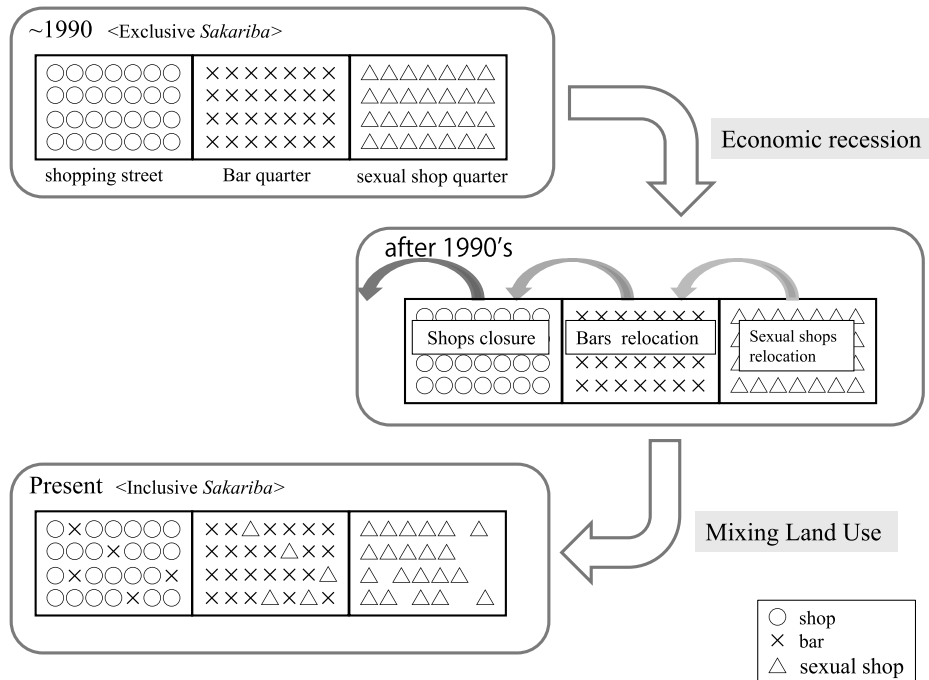 ~1990 <Exclusive Sakariba>
shopping street
Bar quarter
sexual shop quarter
Economic recession
after 1990's
Shops closure
Bars relocation
Sexual shops
relocation
Mixing Land Use
Present <Inclusive Sakariba>
shop
bar
sexual shop